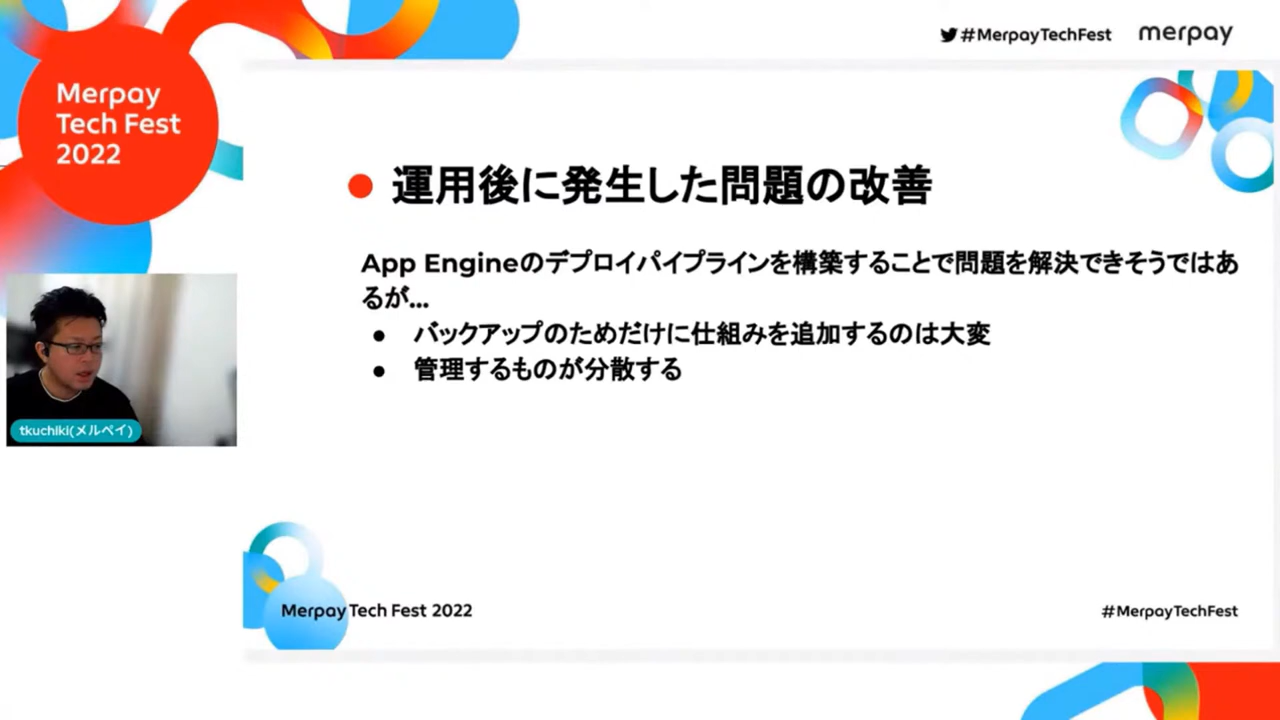 #MerpayTechFest merpay
Merpay
Tech Fest
2022
運用後に発生した問題の改善
App Engineのデプロイパイプラインを構築することで問題を解決できそうではあ
るが...
● バックアップのためだけに仕組みを追加するのは大変
● 管理するものが分散する
tkuchiki(メルペイ)
Merpay Tech Fest 2022
#MerpayTechFest